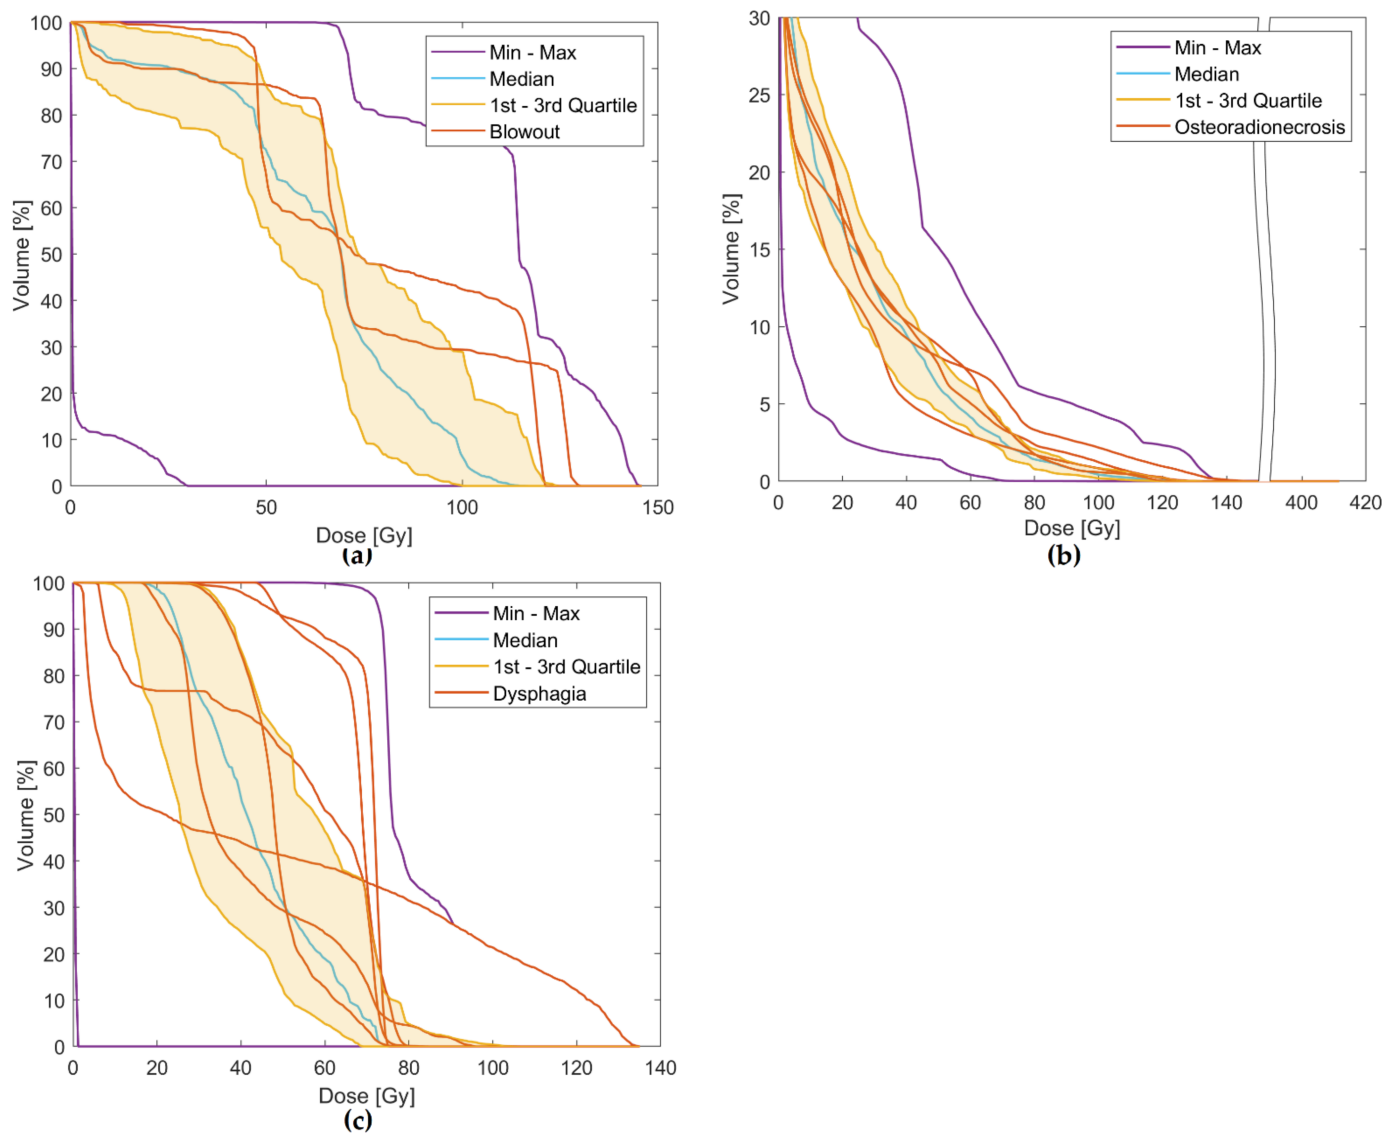 100
90
80
70
60
50
40
30
20
10
0
Volume [%]
Min - Max
Median
1st - 3rd Quartile
Blowout
0
50
100
150
Dose [Gy]
(a)
30
25
20
15
10
5
0
Volume [%]
Min - Max
Median
1st - 3rd Quartile
Osteoradionecrosis
0
20
40
60
80
100
120
140
400
420
Dose [Gy]
(b)
100
90
80
70
60
50
40
30
20
10
0
Volume [%]
Min - Max
Median
1st - 3rd Quartile
Dysphagia
0
20
40
60
80
100
120
140
Dose [Gy]
(c)